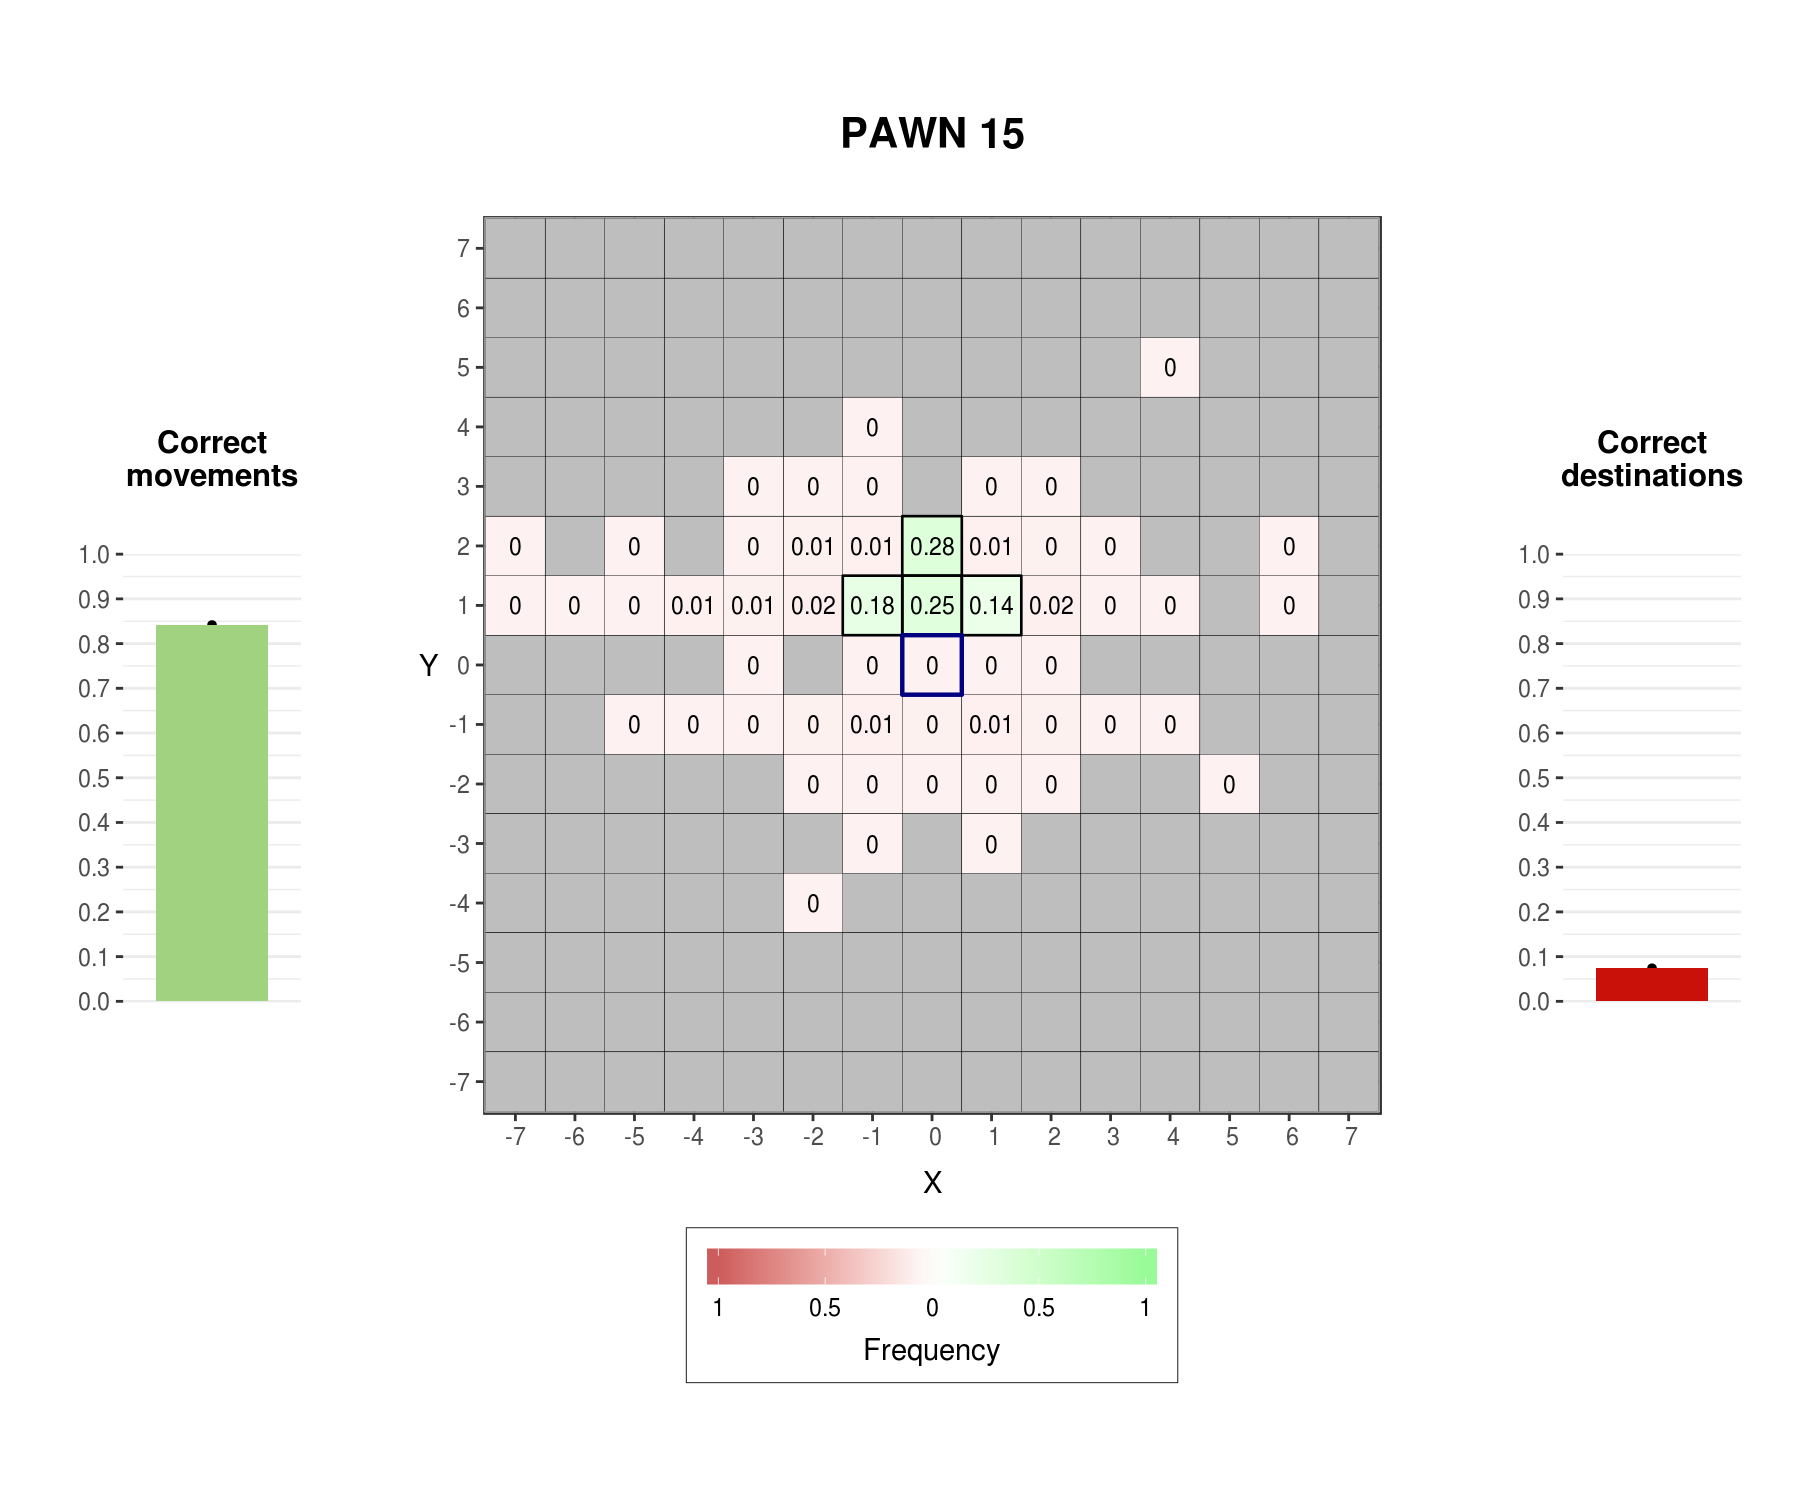 PAWN 15
Correct
movements
1.0
0.9
0.8
0.7
0.6
0.5
0.4
0.3
0.2
0.1
0.0
Y
7
6
5 0
4 0
3 0 0 0 0 0
2 0 0 0 0.01 0.01 0.28 0.01 0 0 0
1 0 0 0 0.01 0.01 0.02 0.18 0.25 0.14 0.02 0 0 0
0 0 0 0 0 0
-1 0 0 0 0 0.01 0 0.01 0 0 0
-2 0 0 0 0 0 0
-3 0 0
-4 0
-5
-6
-7
-7 -6 -5 -4 -3 -2 -1 0 1 2 3 4 5 6 7
X
1 0.5 0 0.5 1
Frequency
Correct
destinations
1.0
0.9
0.8
0.7
0.6
0.5
0.4
0.3
0.2
0.1
0.0